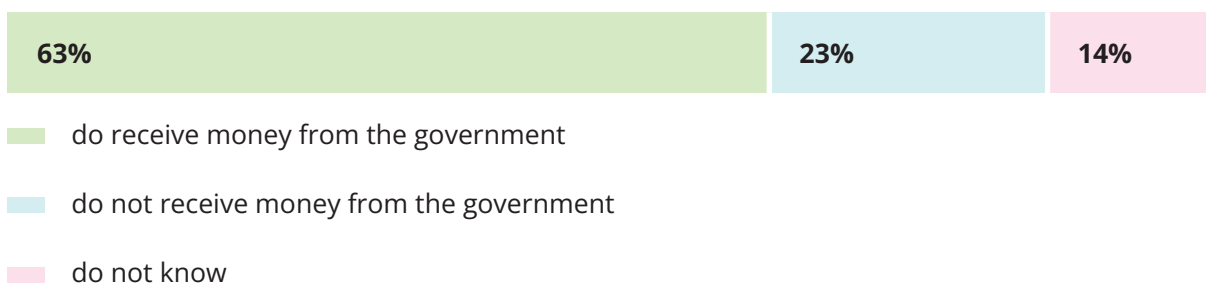 63% 23% 14%
do receive money from the government
do not receive money from the government
do not know